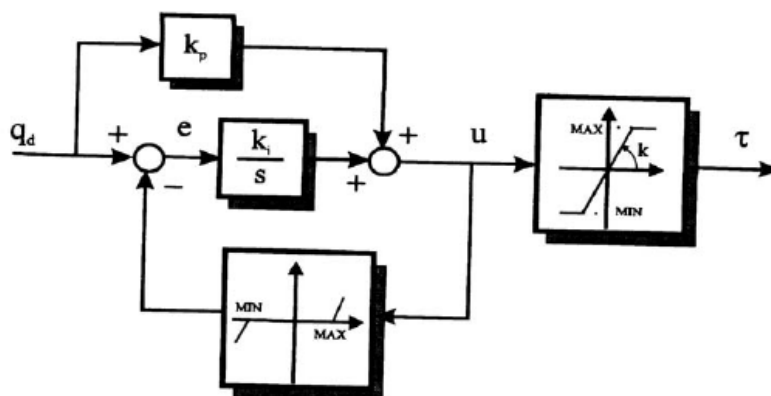 kp
qd
+
e
ki
s
+
+
u
MAX
k
MIN
τ
−
MIN
MAX